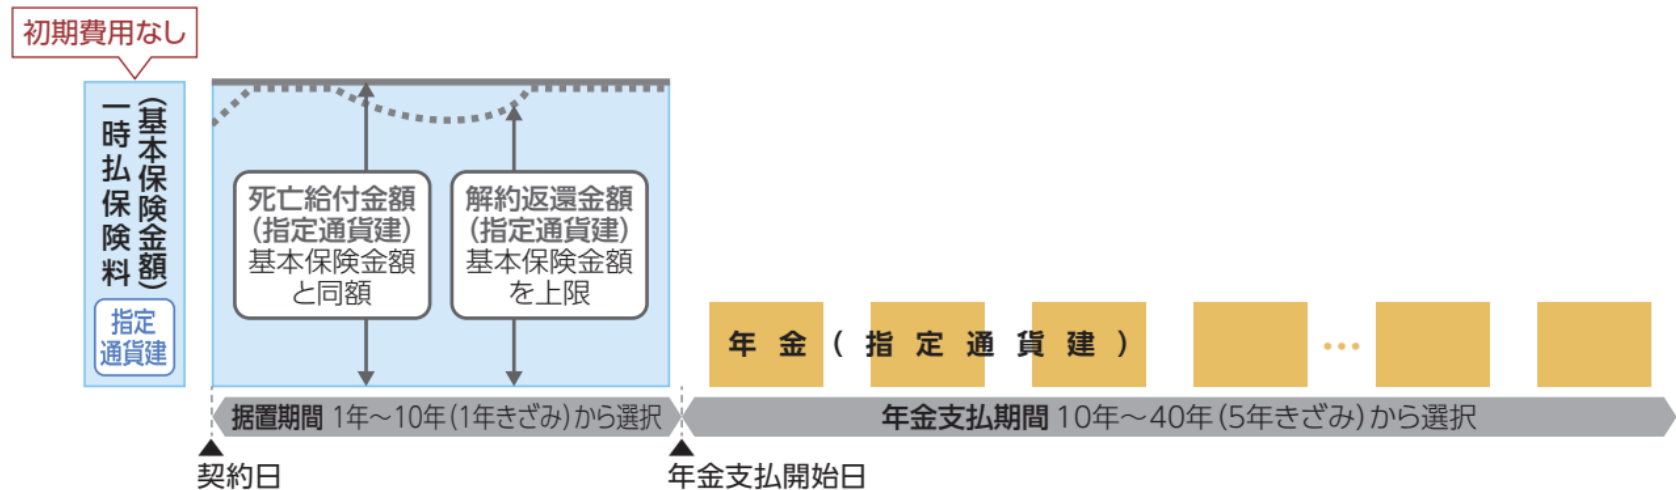 初期費用なし
一時払保険料
(基本保険金額)
指定
通貨建
死亡給付金額
(指定通貨建)
基本保険金額
と同額
解約返還金額
(指定通貨建)
基本保険金額
を上限
年金(指定通貨建)
…
据置期間 1年~10年(1年きざみ)から選択
年金支払期間 10年~40年(5年きざみ)から選択
契約日
年金支払開始日